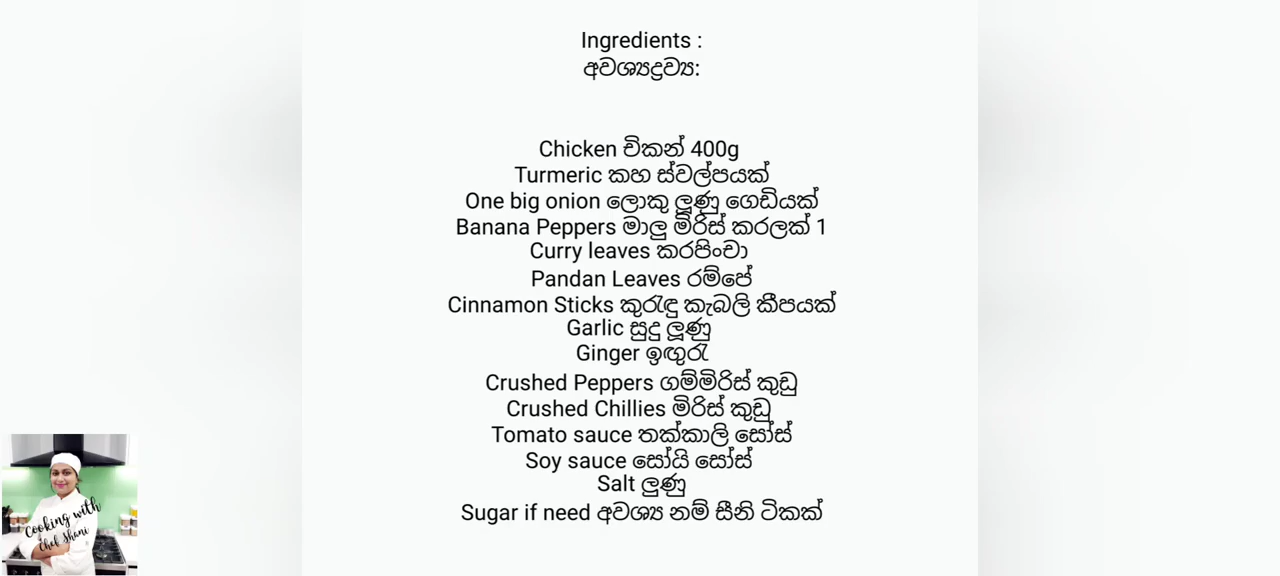 Ingredients :
අවශ්‍යද්‍රව්‍ය:
Chicken චිකන් 400g
Turmeric කහ ස්වල්පයක්
One big onion ලොකු ලූණු ගෙඩියක්
Banana Peppers මාලු මිරිස් කරලක් 1
Curry leaves කරපිංචා
Pandan Leaves රම්පේ
Cinnamon Sticks කුරැඳු කැබලි කීපයක්
Garlic සුදු ලූණු
Ginger ඉඟුරැ
Crushed Peppers ගම්මිරිස් කුඩු
Crushed Chillies මිරිස් කුඩු
Tomato sauce තක්කාලි සෝස්
Soy sauce සෝයි සෝස්
Salt ලුණු
Sugar if need අවශ්‍ය නම් සීනි ටිකක්
Cooking with
Chef Shani